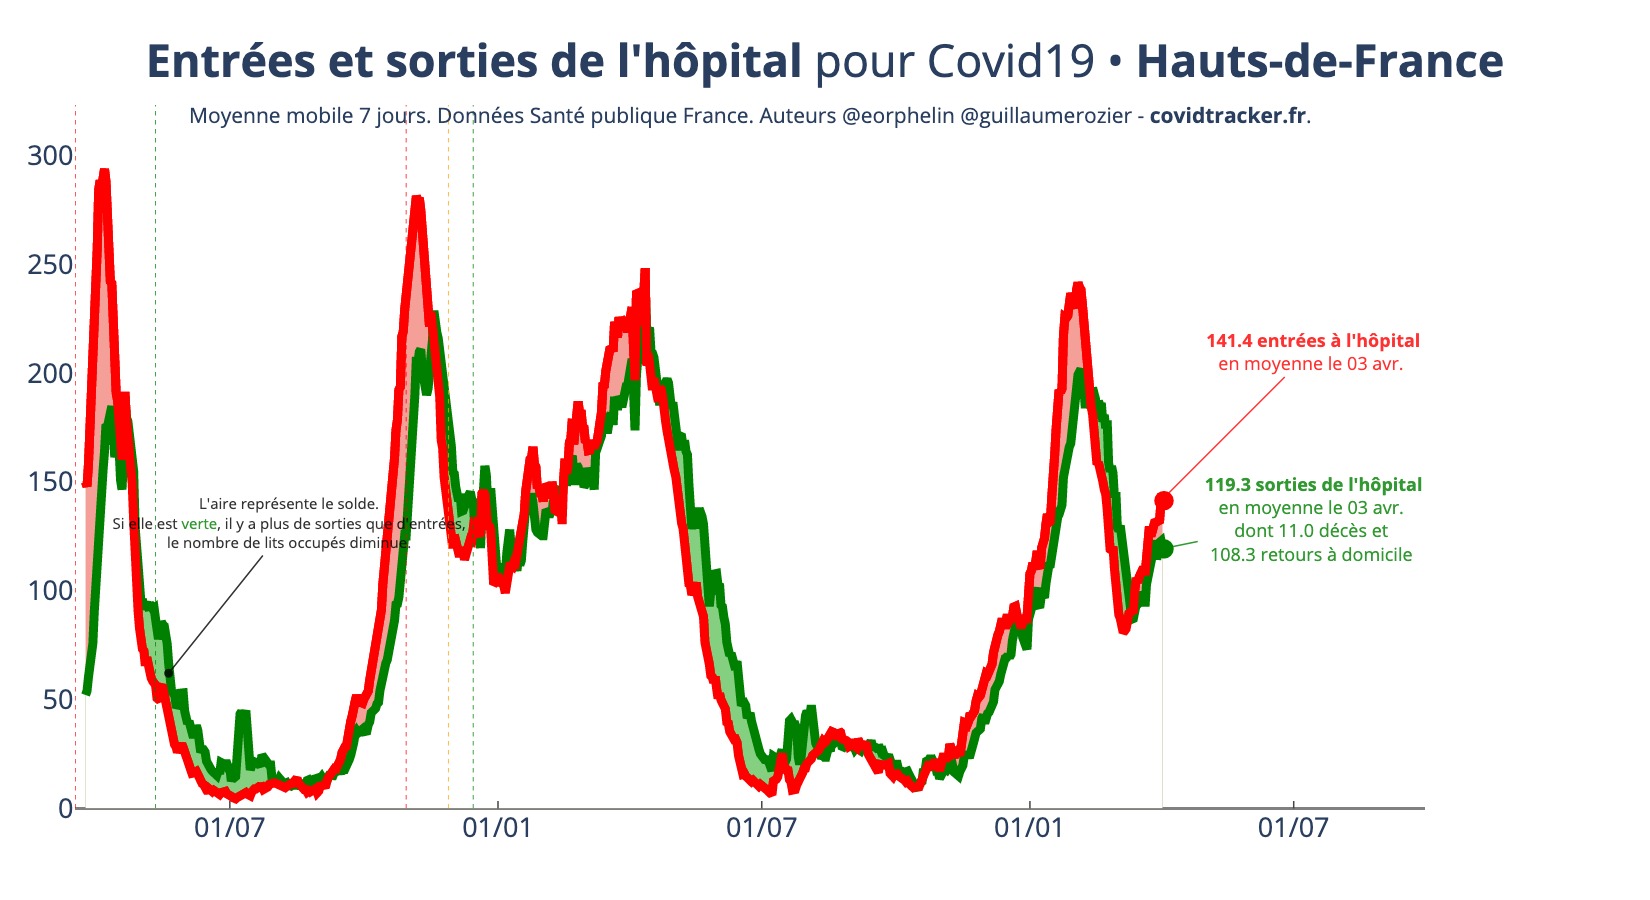 Entrées et sorties de l'hôpital pour Covid19 • Hauts-de-France
Moyenne mobile 7 jours. Données Santé publique France. Auteurs @eorphelin @guillaumerozier - covidtracker.fr.
300
250
200
150
100
50
0
L'aire représente le solde.
Si elle est verte, il y a plus de sorties que d'entrées,
le nombre de lits occupés diminue.
141.4 entrées à l'hôpital
en moyenne le 03 avr.
119.3 sorties de l'hôpital
en moyenne le 03 avr.
dont 11.0 décès et
108.3 retours à domicile
01/07
01/01
01/07
01/01
01/07